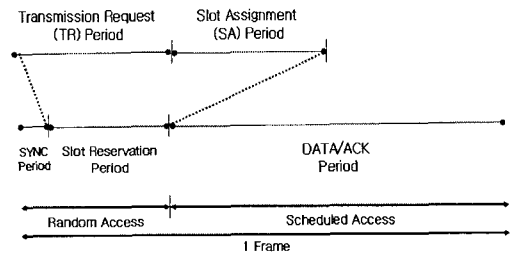 Transmission Request
(TR) Period
Slot Assignment
(SA) Period
SYNC
Period
Slot Reservation
Period
DATA/ACK
Period
Random Access
Scheduled Access
1 Frame